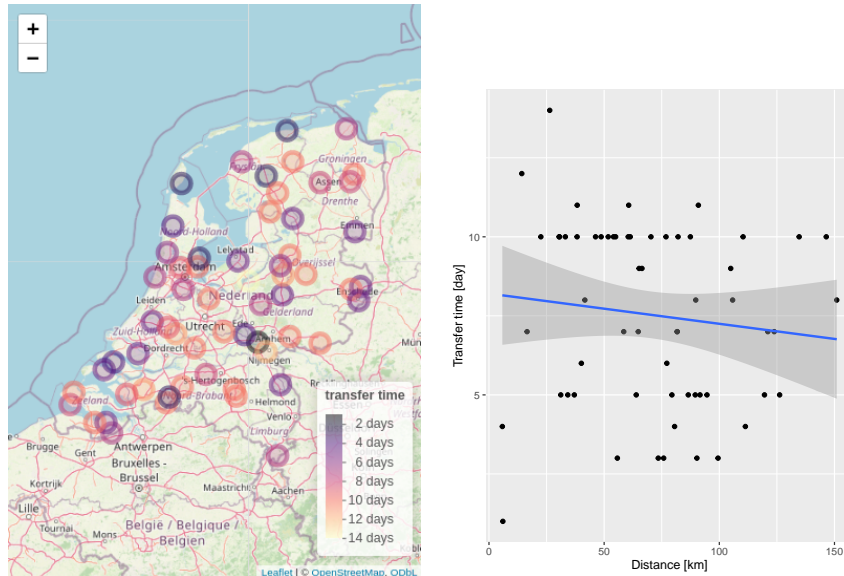 +
−
Groningen
Fryslân
Assen
Drenthe
Emmen
Noord-Holland
Lelystad
Amsterdam
Overijssel
Leiden
Nederland
Enschede
Gelderland
Utrecht
Ede
Zuid-Holland
Arnhem
Dordrecht
Nijmegen
's-Hertogenbosch
Noord-Brabant
Zeeland
Helmond
Venlo
Limburg
Brugge
Gent
Antwerpen
Bruxelles -
Brussel
Kortrijk
Maastricht
Aachen
Lille
Tournai
Mons
België / Belgique /
Belgien
transfer time
2 days
4 days
6 days
8 days
10 days
12 days
14 days
Leaflet | © OpenStreetMap, ODbL
Transfer time [day]
10
5
0
50
100
150
Distance [km]